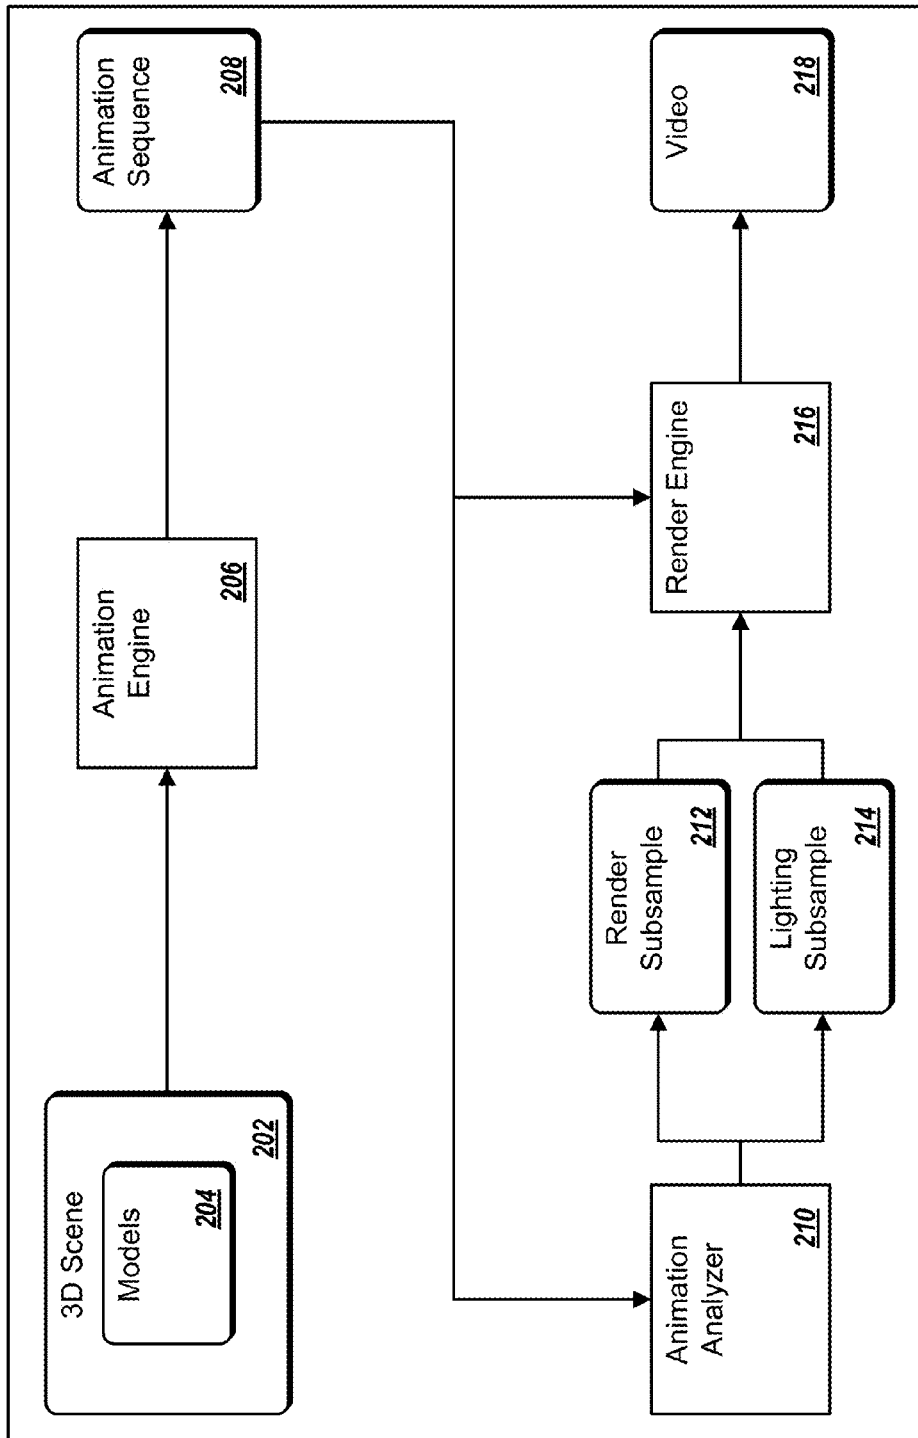 3D Scene
Models
204
202
Animation
Engine
206
Animation
Sequence
208
Animation
Analyzer
210
Render
Subsample
212
Lighting
Subsample
214
Render Engine
216
Video
218